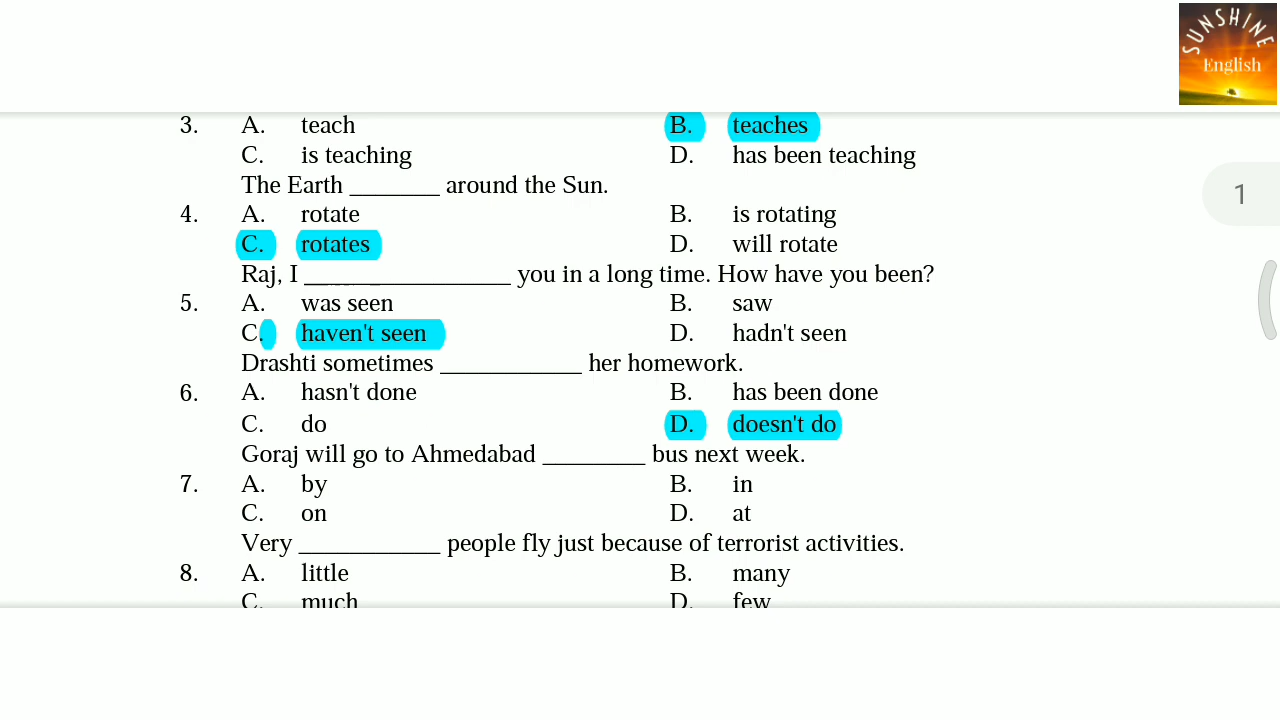 SUNSHINE
English
3. A. teach B. teaches
C. is teaching D. has been teaching
The Earth _______ around the Sun.
4. A. rotate B. is rotating
C. rotates D. will rotate
Raj, I ________________ you in a long time. How have you been?
5. A. was seen B. saw
C. haven't seen D. hadn't seen
Drashti sometimes ___________ her homework.
6. A. hasn't done B. has been done
C. do D. doesn't do
Goraj will go to Ahmedabad ________ bus next week.
7. A. by B. in
C. on D. at
Very ___________ people fly just because of terrorist activities.
8. A. little B. many
C. much D. few
1